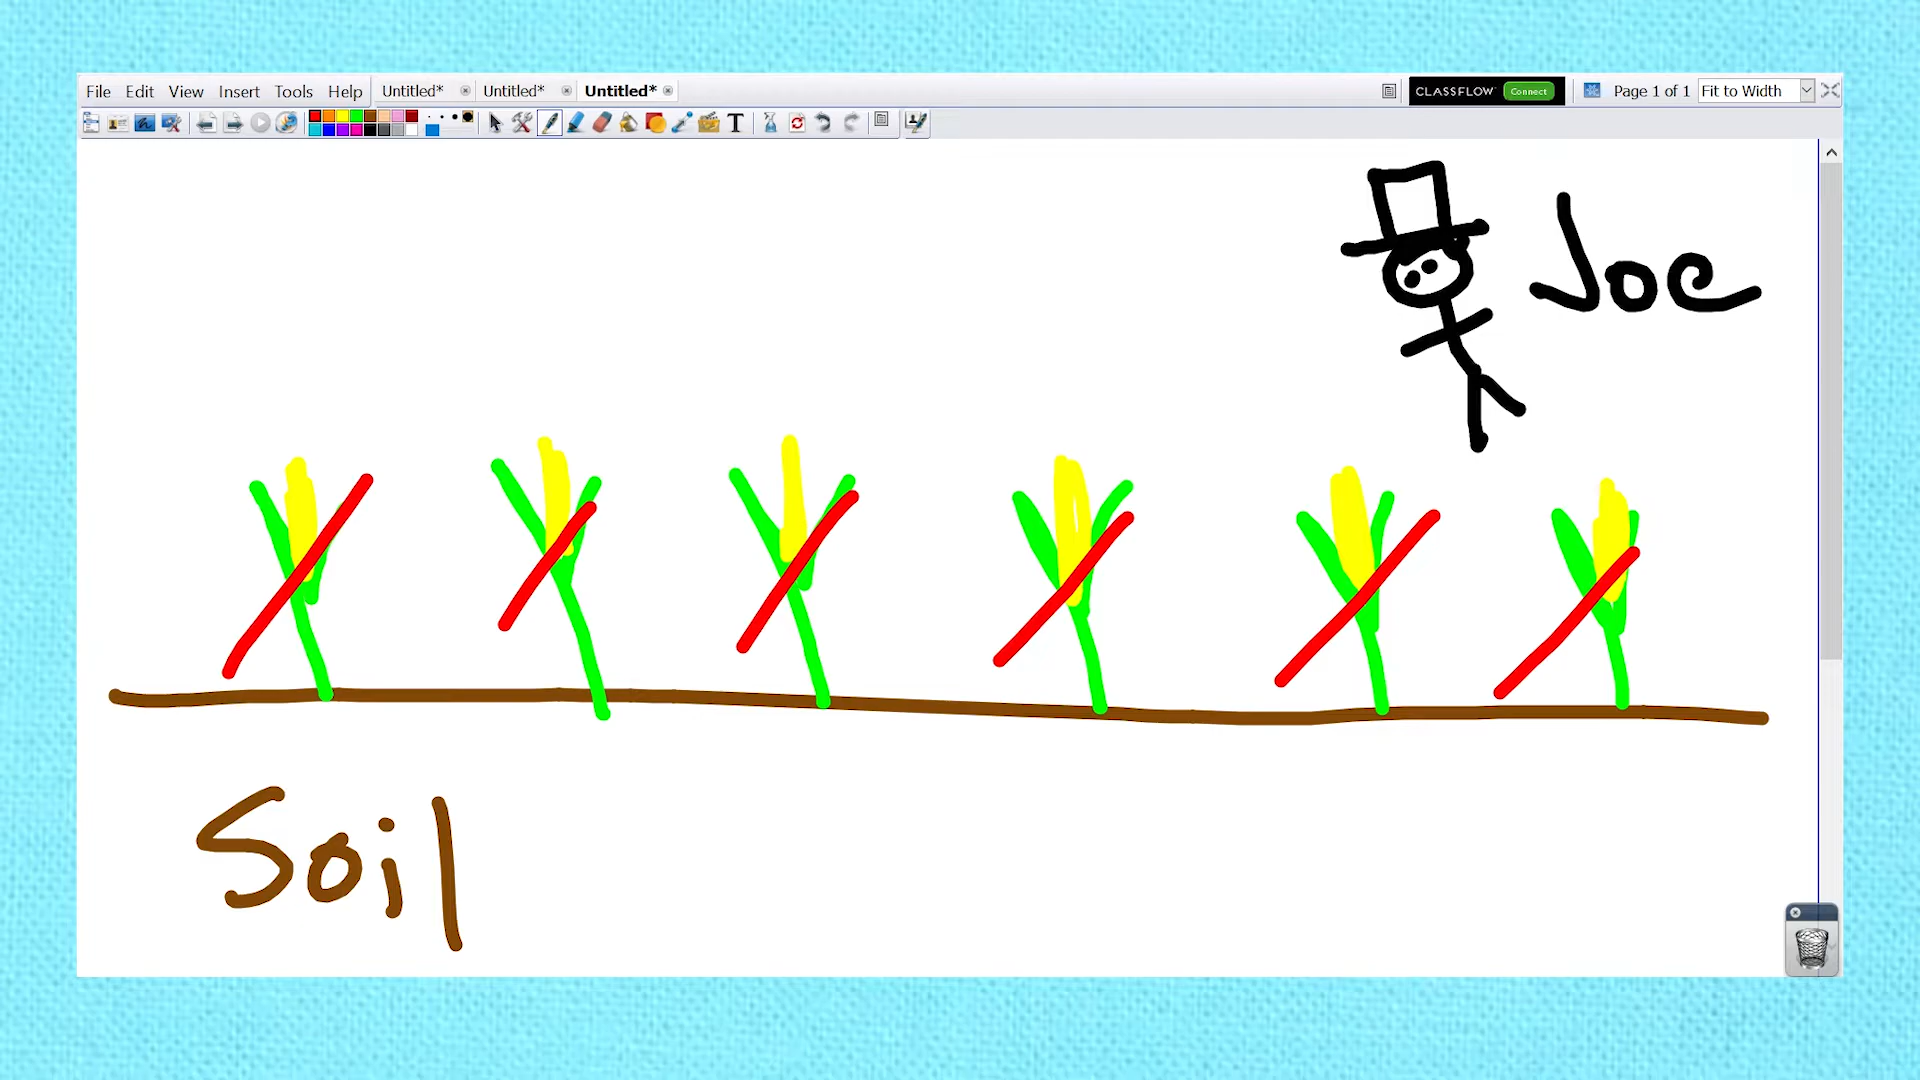 File Edit View Insert Tools Help Untitled* Untitled* Untitled* CLASSFLOW Connect Page 1 of 1 Fit to Width
T
Joe
Soil